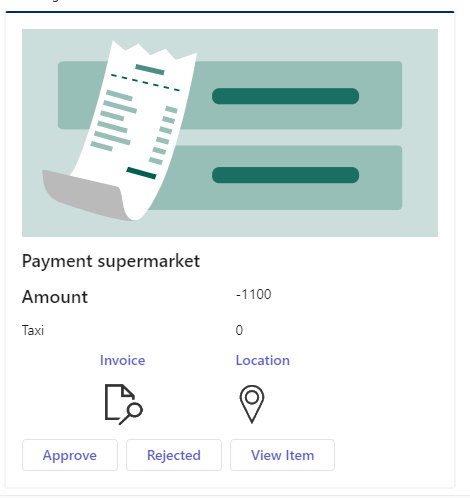 Payment supermarket
Amount -1100
Taxi 0
Invoice Location
Approve Rejected View Item